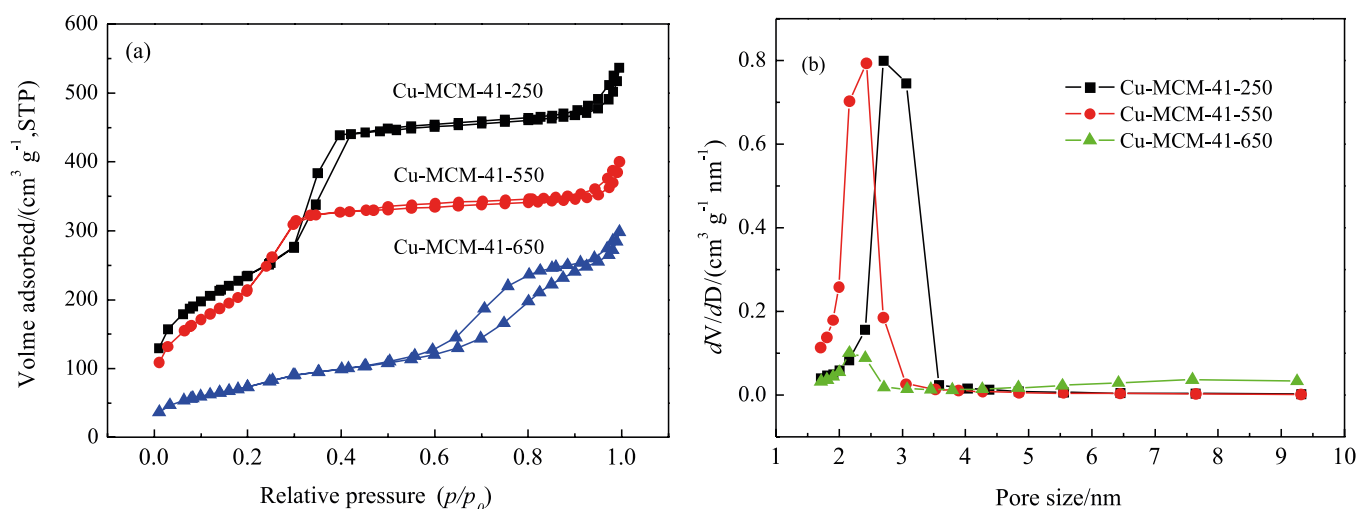 (a)
Cu-MCM-41-250
Cu-MCM-41-550
Cu-MCM-41-650
Volme adsorbed/(cm³ g⁻¹,STP)
600
500
400
300
200
100
0
0.0 0.2 0.4 0.6 0.8 1.0
Relative pressure (p/p₀)
(b)
Cu-MCM-41-250
Cu-MCM-41-550
Cu-MCM-41-650
dV/dD/(cm³ g⁻¹ nm⁻¹)
0.8
0.6
0.4
0.2
0.0
1 2 3 4 5 6 7 8 9 10
Pore size/nm